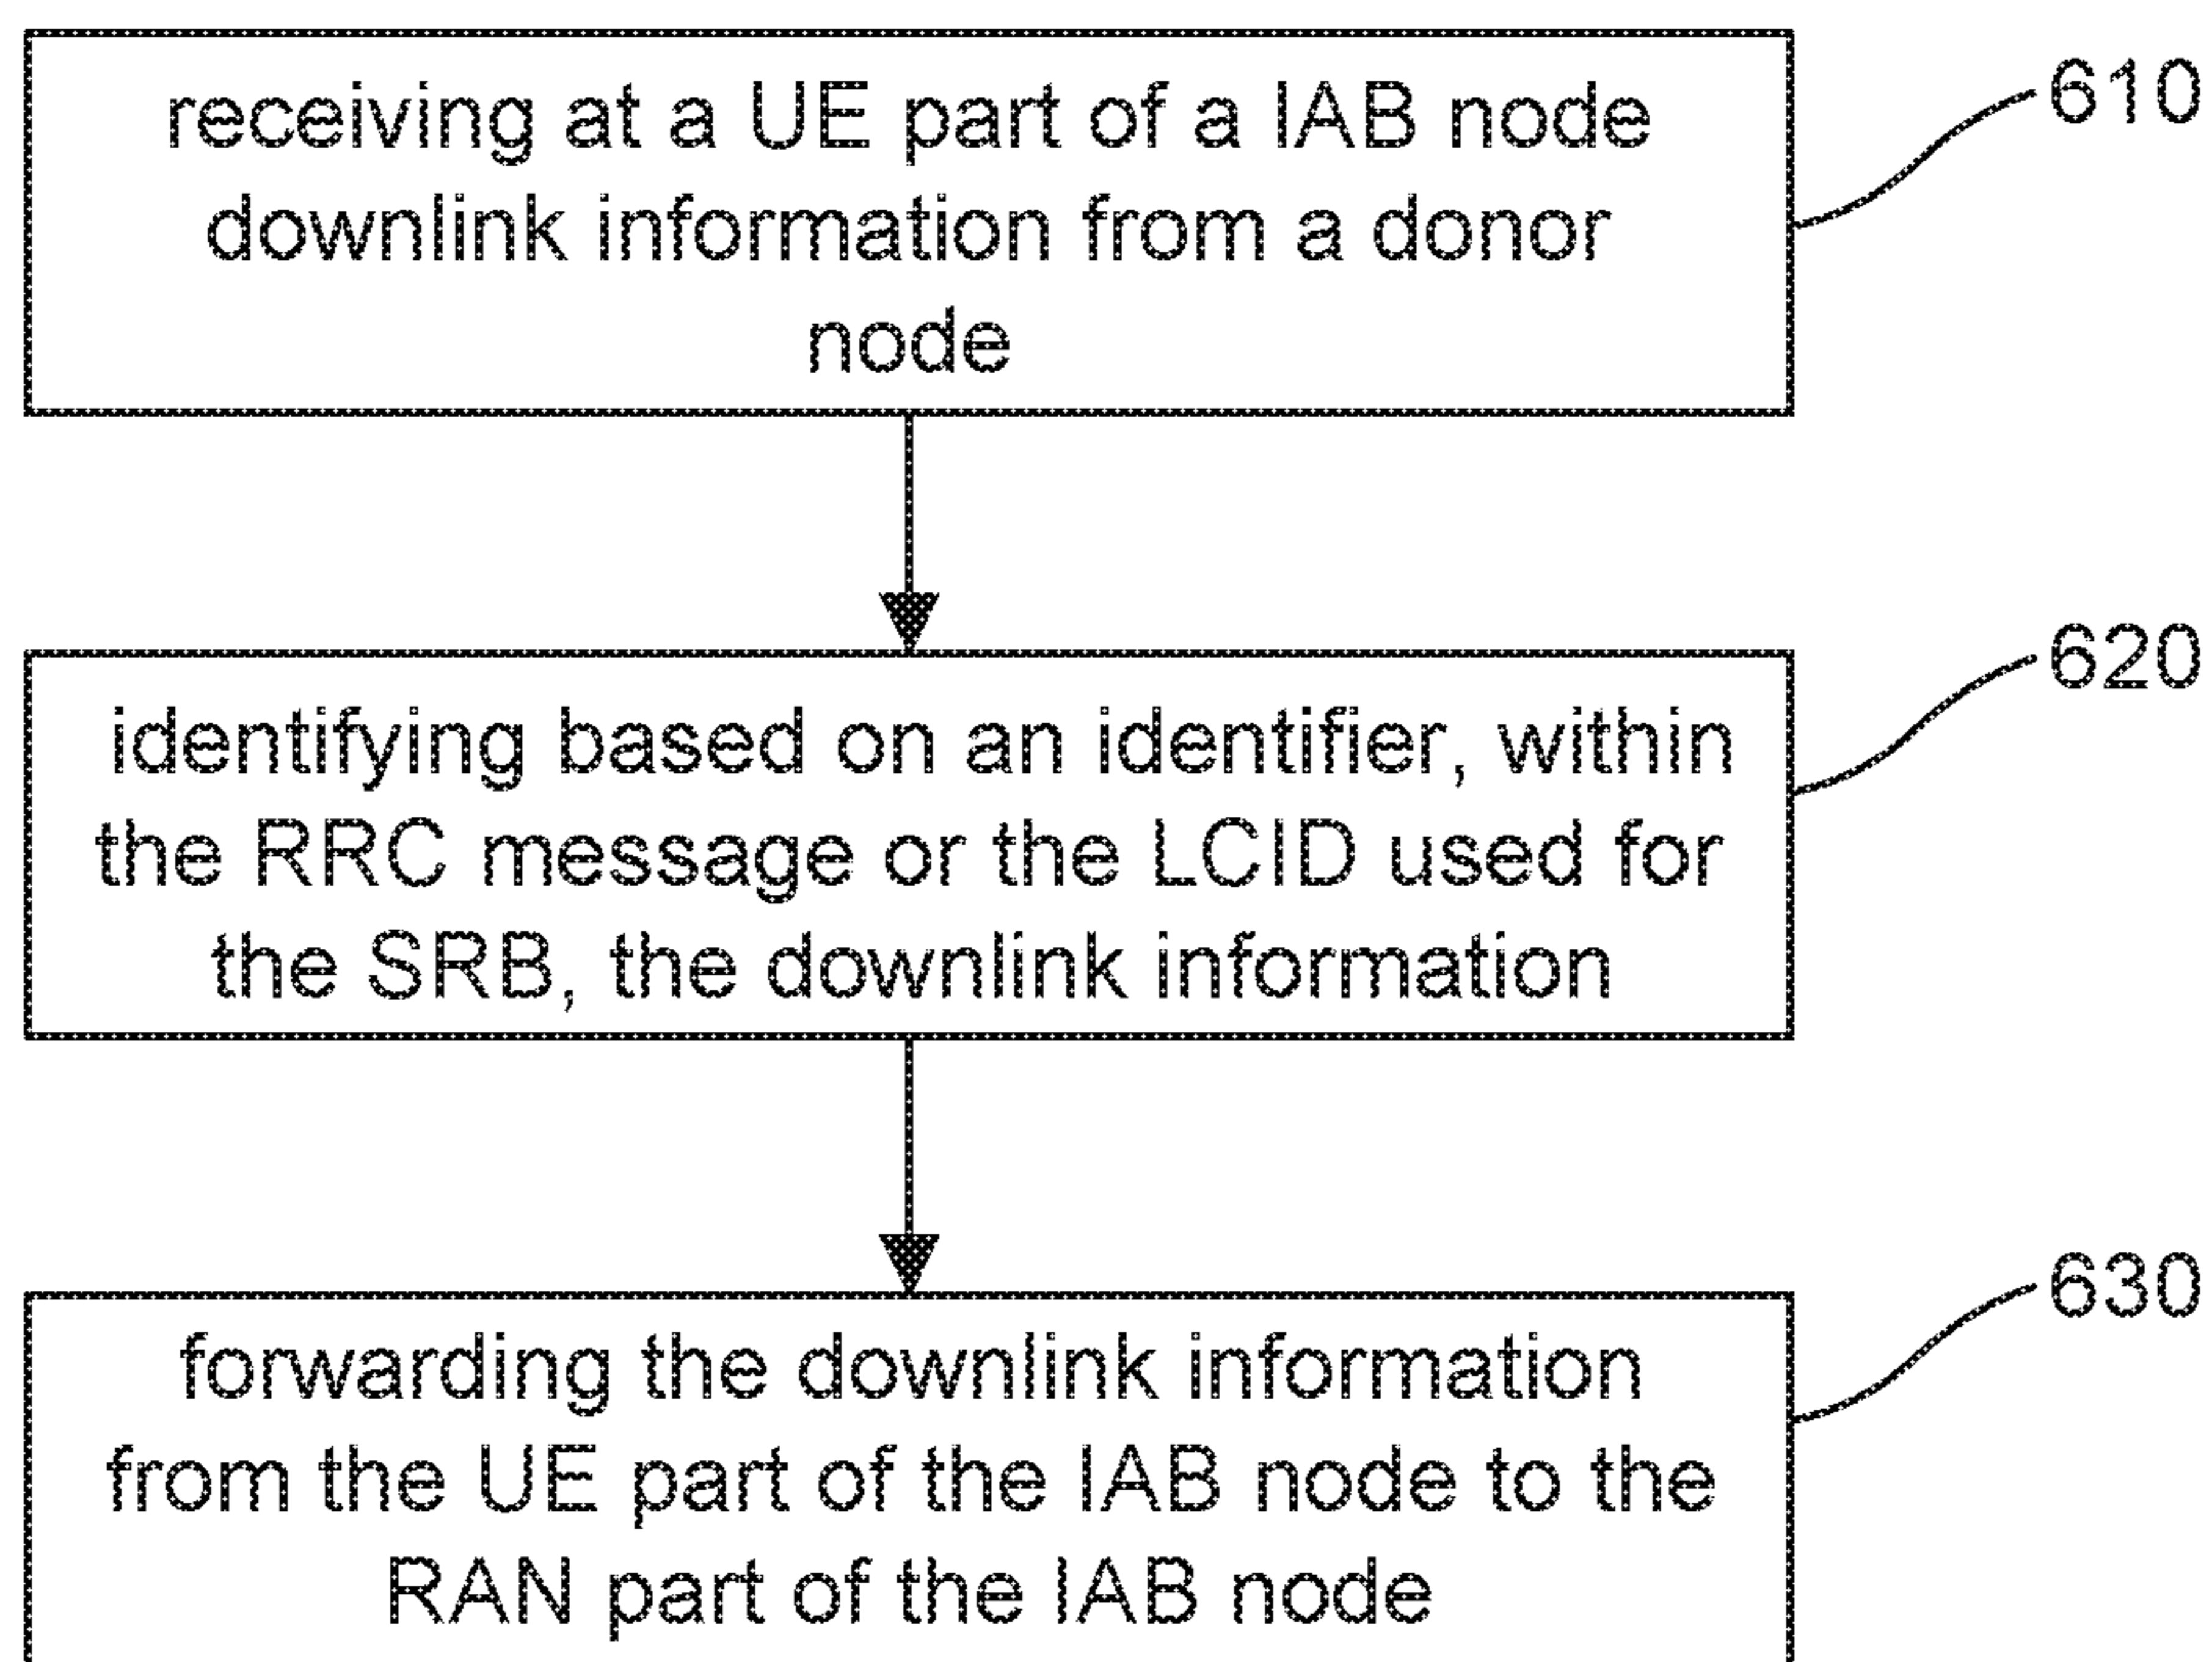 receiving at a UE part of a IAB node
downlink information from a donor
node
610
identifying based on an identifier, within
the RRC message or the LCID used for
the SRB, the downlink information
620
forwarding the downlink information
from the UE part of the IAB node to the
RAN part of the IAB node
630